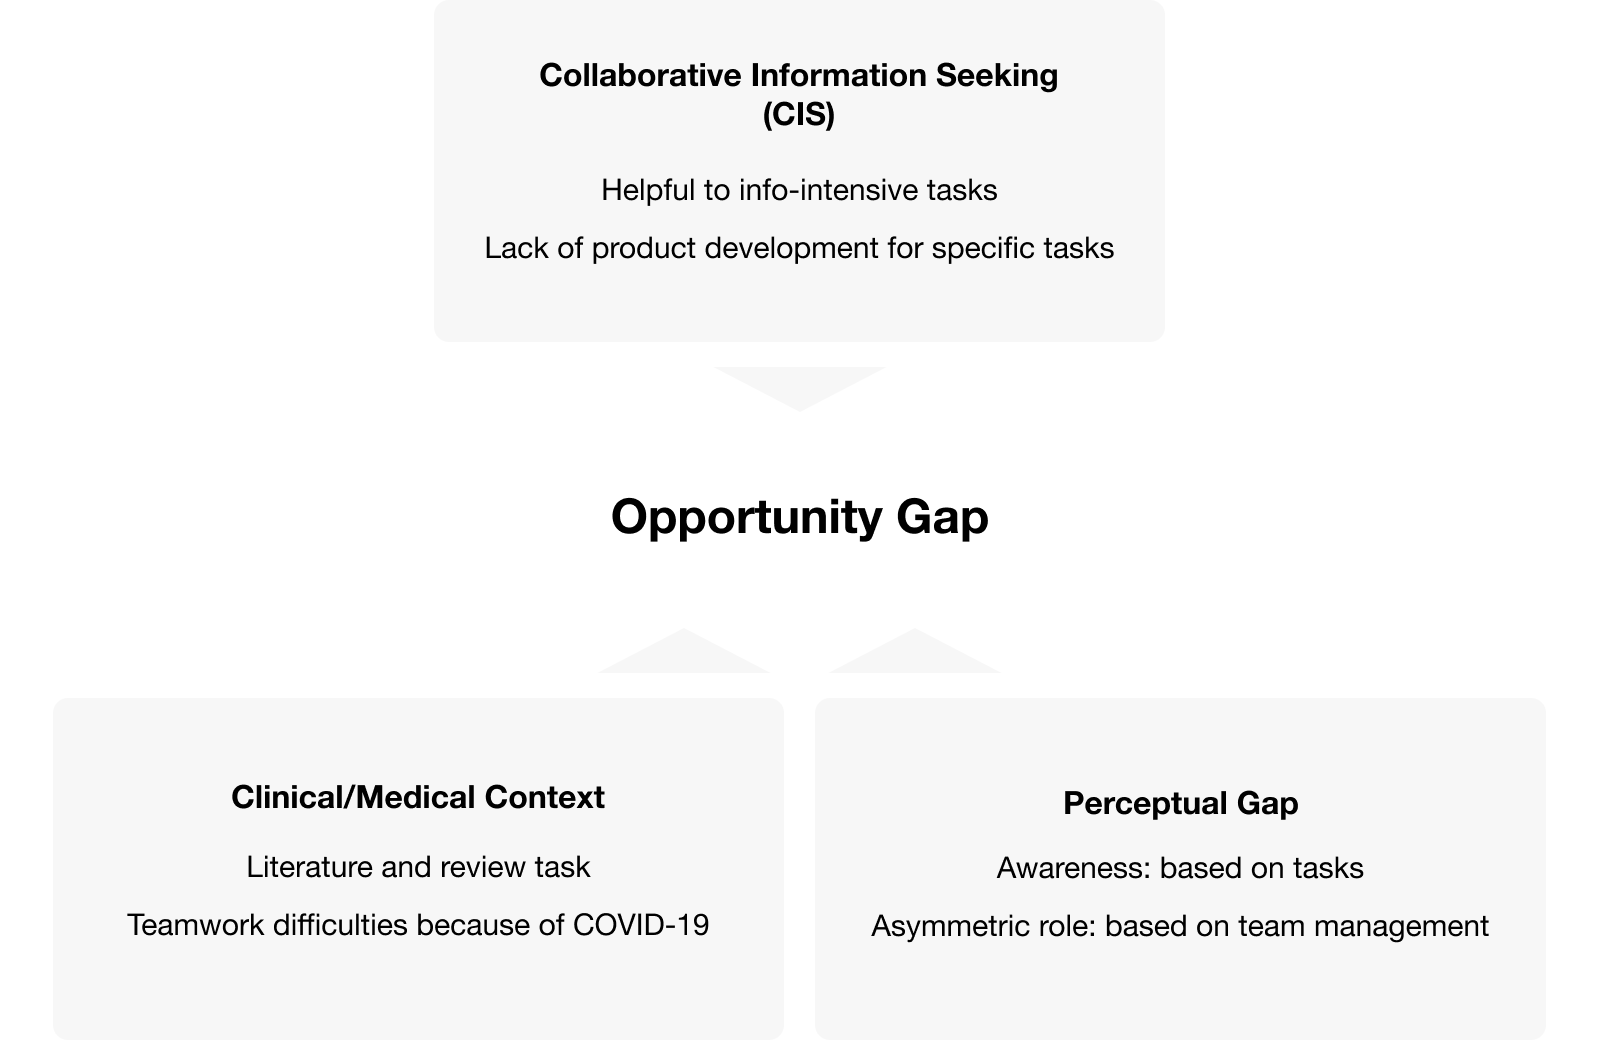 Collaborative Information Seeking
(CIS)
Helpful to info-intensive tasks
Lack of product development for specific tasks
Opportunity Gap
Clinical/Medical Context
Literature and review task
Teamwork difficulties because of COVID-19
Perceptual Gap
Awareness: based on tasks
Asymmetric role: based on team management